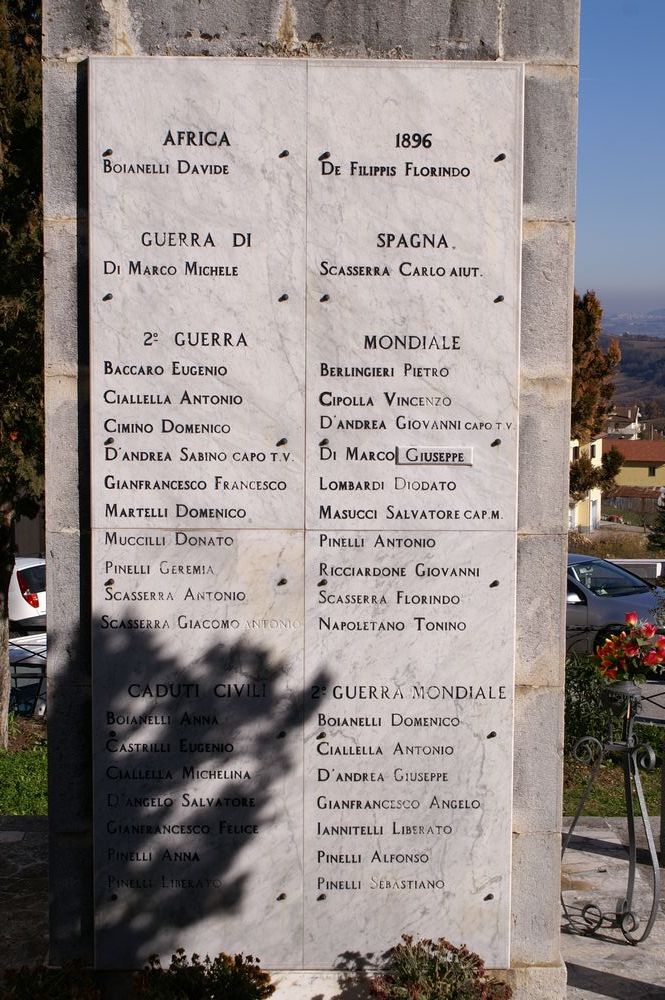 AFRICA 1896
BOIANELLI DAVIDE DE FILIPPIS FLORINDO
GUERRA DI SPAGNA.
DI MARCO MICHELE SCASSERRA CARLO AIUT.
2° GUERRA MONDIALE
BACCARO EUGENIO BERLINGIERI PIETRO
CIALLELLA ANTONIO CIPOLLA VINCENZO
CIMINO DOMENICO D'ANDREA GIOVANNI CAPO T.V.
D'ANDREA SABINO CAPO T.V. DI MARCO GIUSEPPE
GIANFRANCESCO FRANCESCO LOMBARDI DIODATO
MARTELLI DOMENICO MASUCCI SALVATORE CAP.M.
MUCCILLI DONATO PINELLI ANTONIO
PINELLI GEREMIA RICCIARDONE GIOVANNI
SCASSERRA ANTONIO SCASSERRA FLORINDO
SCASSERRA GIACOMO ANTONIO NAPOLETANO TONINO
CADUTI CIVILI 2° GUERRA MONDIALE
BOIANELLI ANNA BOIANELLI DOMENICO
CASTRILLI EUGENIO CIALLELLA ANTONIO
CIALLELLA MICHELINA D'ANDREA GIUSEPPE
D'ANGELO SALVATORE GIANFRANCESCO ANGELO
GIANFRANCESCO FELICE IANNITELLI LIBERATO
PINELLI ANNA PINELLI ALFONSO
PINELLI LIBERATO PINELLI SEBASTIANO